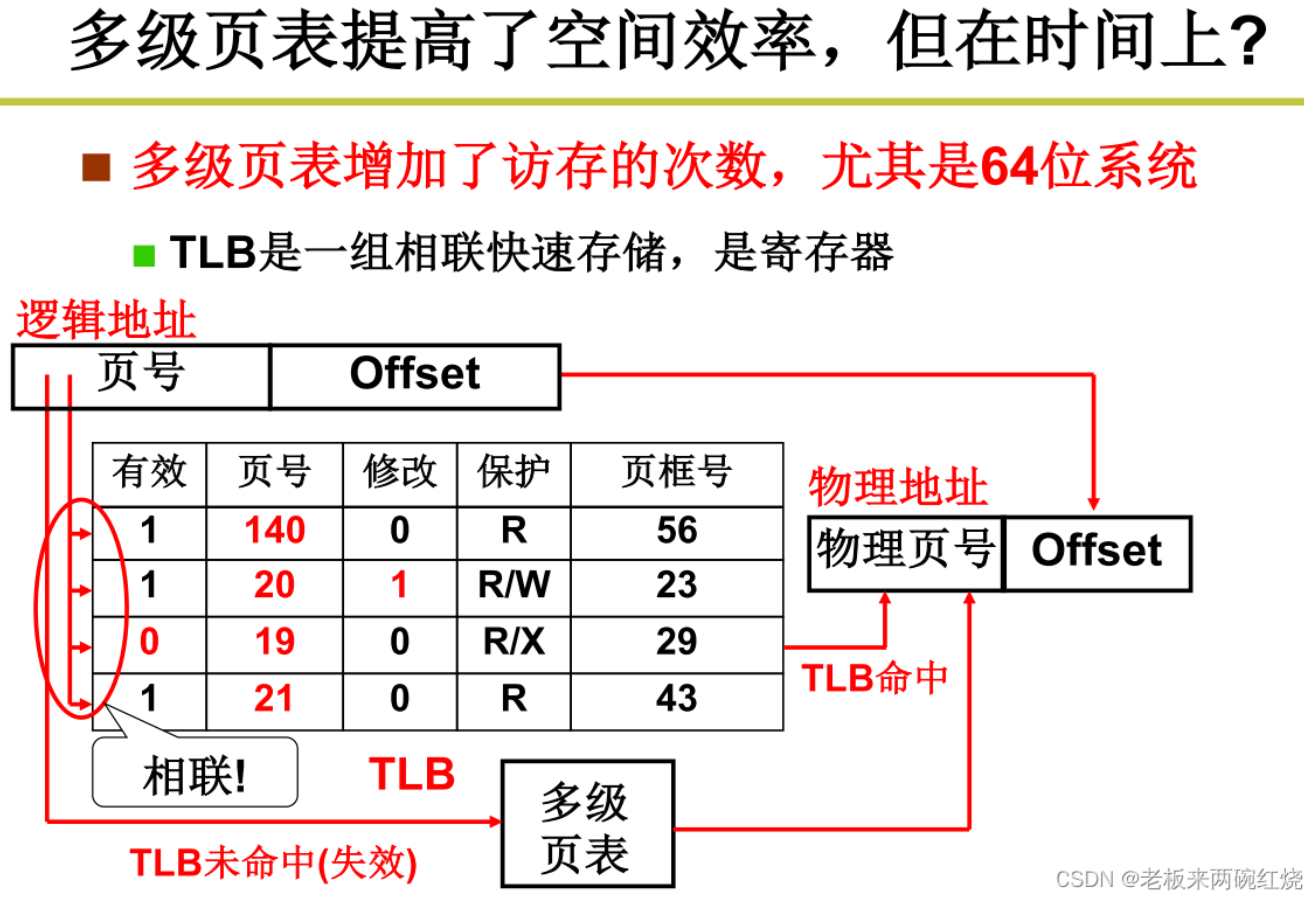 多级页表提高了空间效率，但在时间上?
多级页表增加了访存的次数，尤其是64位系统
TLB是一组相联快速存储，是寄存器
逻辑地址
页号 Offset
有效 页号 修改 保护 页框号
1 140 0 R 56
1 20 1 R/W 23
0 19 0 R/X 29
1 21 0 R 43
物理地址
物理页号 Offset
TLB命中
相联!
TLB
多级
页表
TLB未命中(失效)
CSDN @老板来两碗红烧